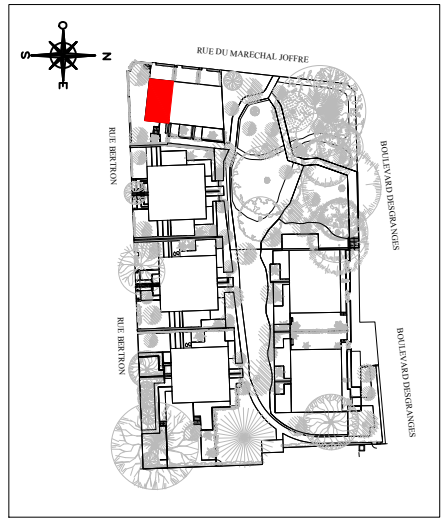 O
S N
E
RUE DU MARECHAL JOFFRE
RUE BERTRON
BOULEVARD DESGRANGES
RUE BERTRON
BOULEVARD DESGRANGES